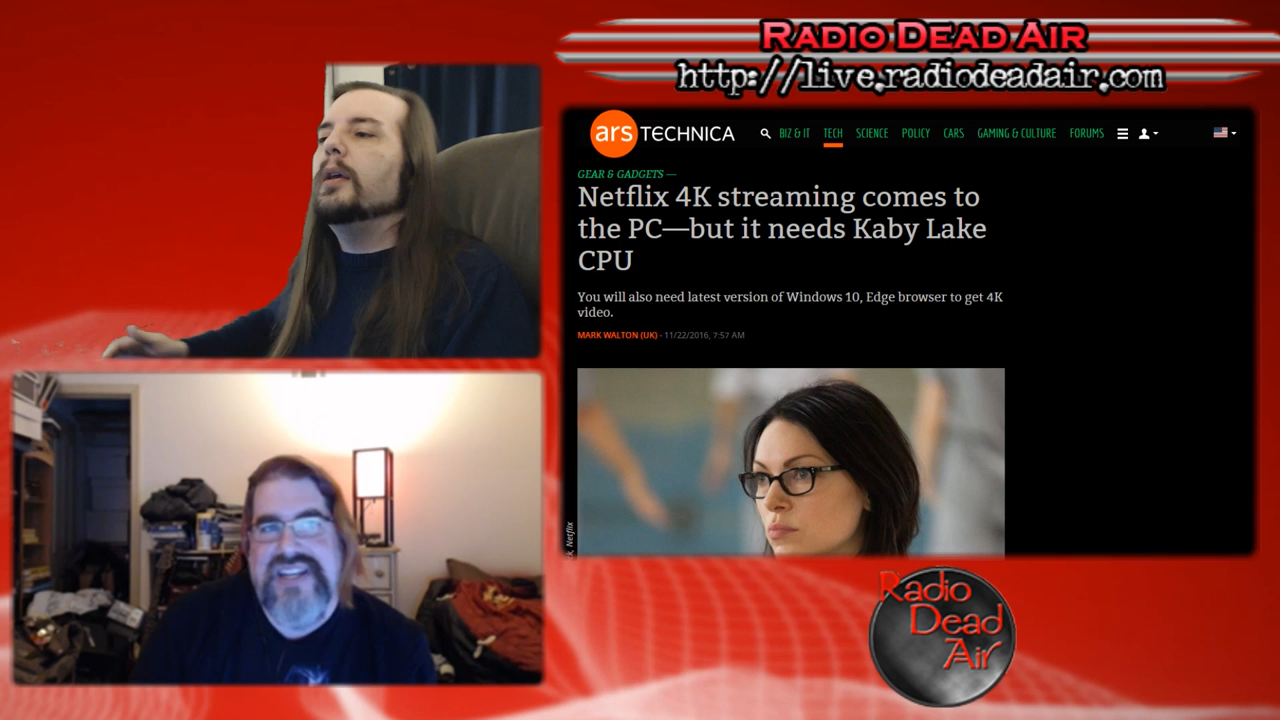 RADIO DEAD AIR
http://live.radiodeadair.com
ars TECHNICA BIZ & IT TECH SCIENCE POLICY CARS GAMING & CULTURE FORUMS
GEAR & GADGETS —
Netflix 4K streaming comes to
the PC—but it needs Kaby Lake
CPU
You will also need latest version of Windows 10, Edge browser to get 4K
video.
MARK WALTON (UK) - 11/22/2016, 7:57 AM
Netflix
Radio
Dead
Air